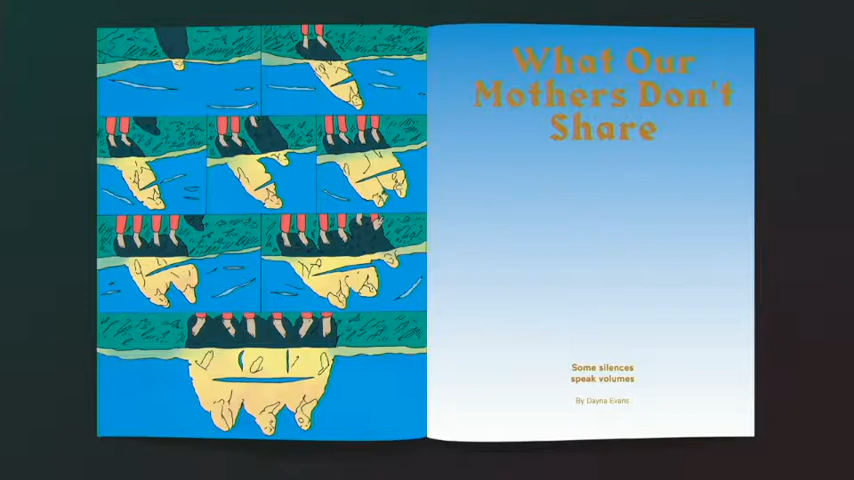 What Our
Mothers Don't
Share
Some silences
speak volumes
By Dayna Evans